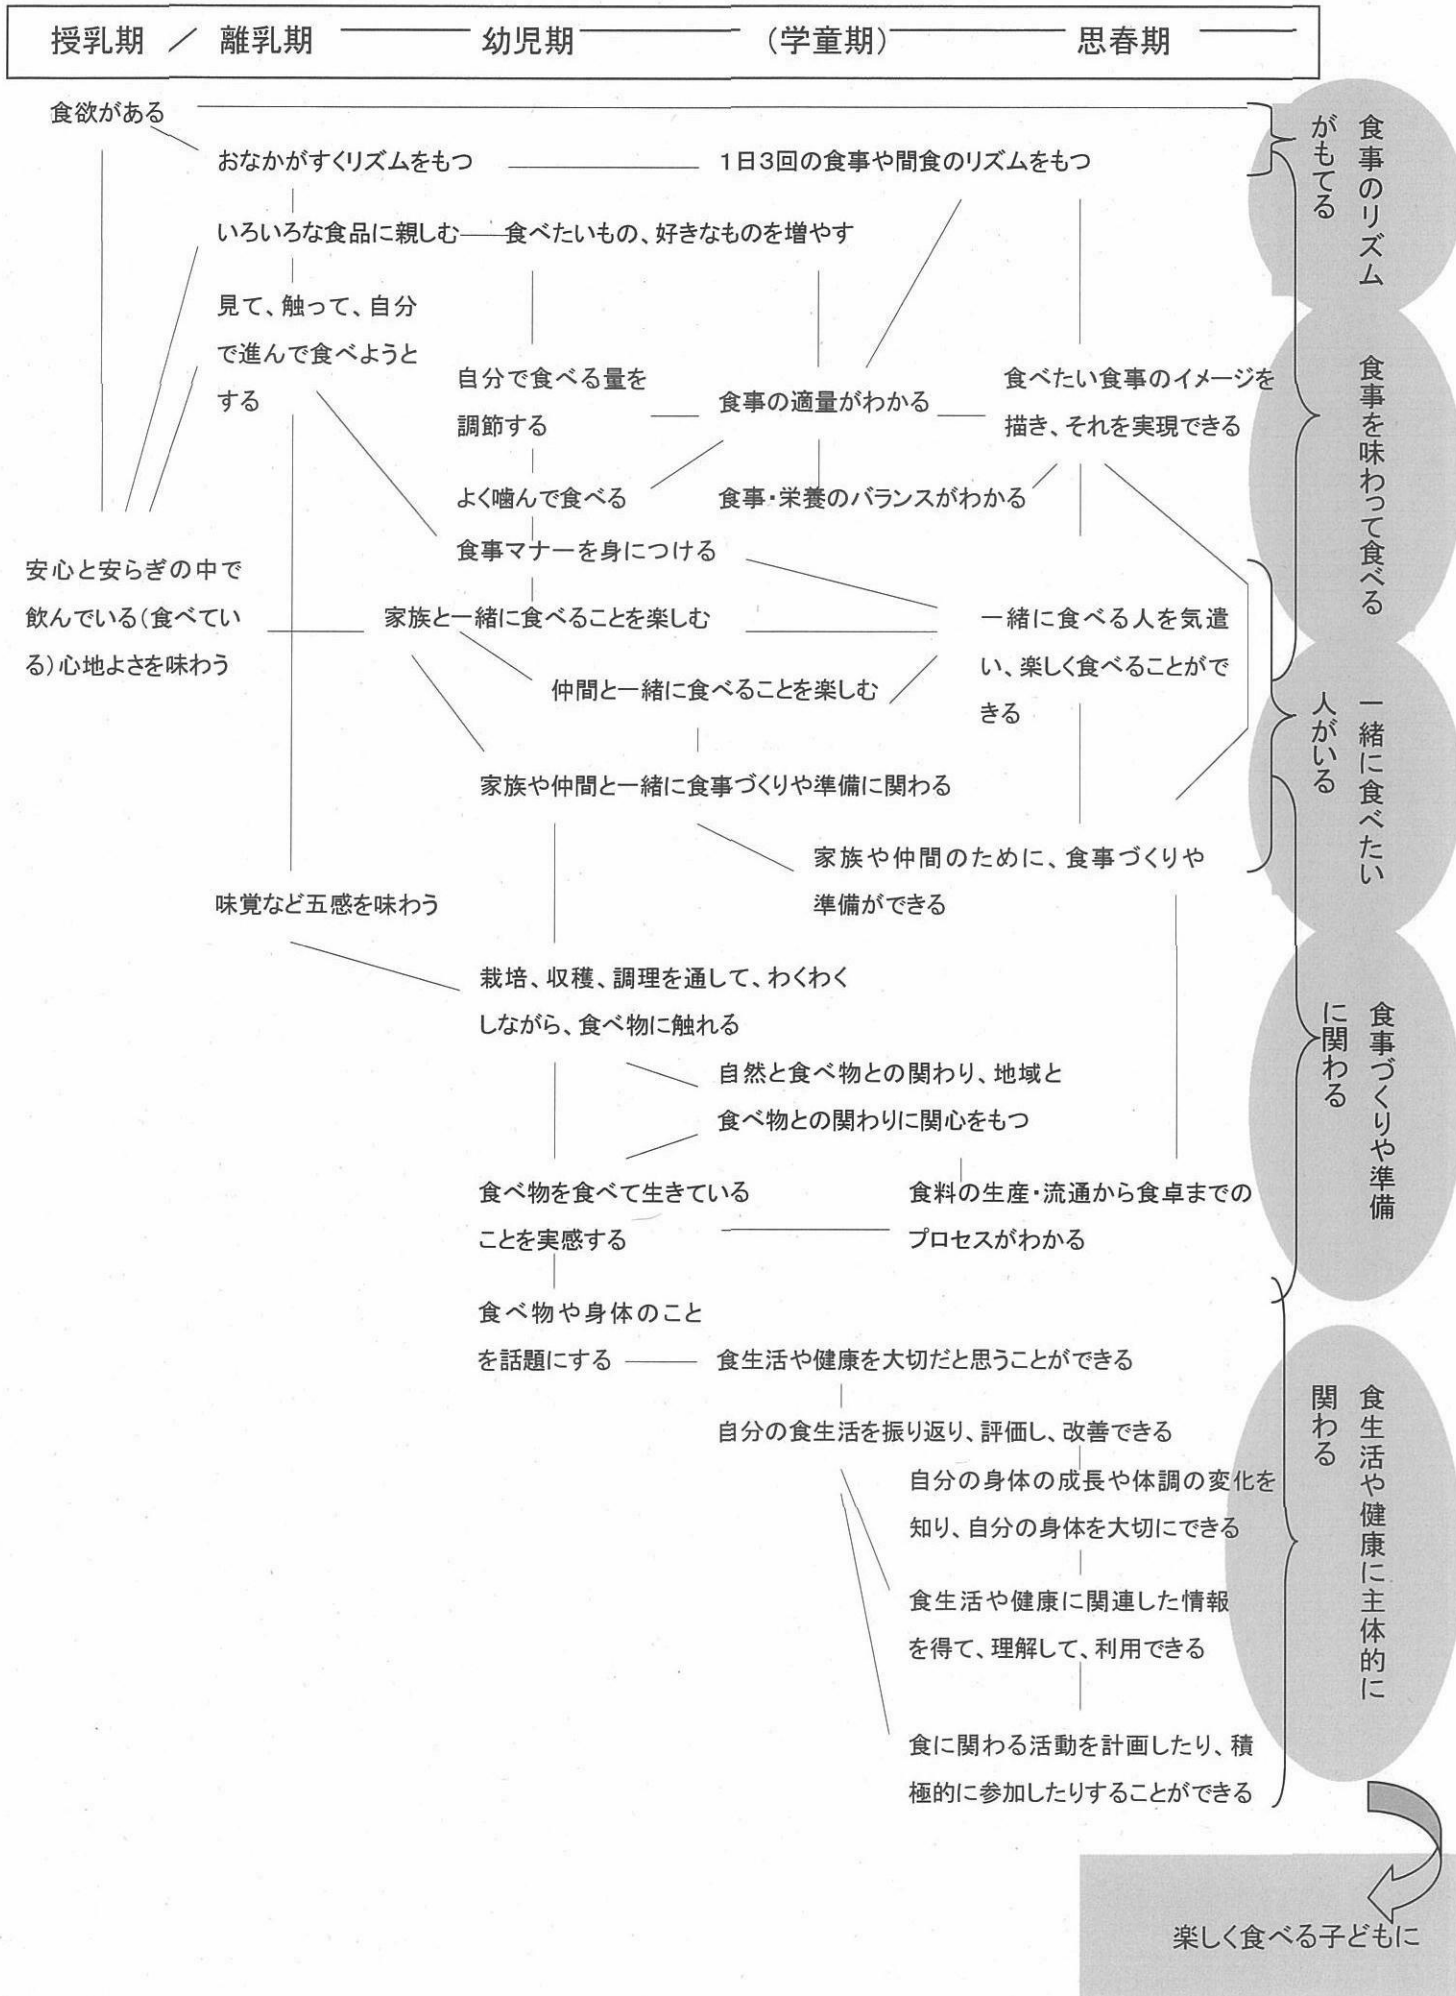 授乳期 / 離乳期 幼児期 (学童期) 思春期
食欲がある
おなかがすくリズムをもつ
1日3回の食事や間食のリズムをもつ
いろいろな食品に親しむ
食べたいもの、好きなものを増やす
見て、触って、自分
で進んで食べようと
する
自分で食べる量を
調節する
食事の適量がわかる
食べたい食事のイメージを
描き、それを実現できる
よく噛んで食べる
食事・栄養のバランスがわかる
食事マナーを身につける
安心と安らぎの中で
飲んでいる(食べてい
る)心地よさを味わう
家族と一緒に食べることを楽しむ
一緒に食べる人を気遣
い、楽しく食べることがで
きる
仲間と一緒に食べることを楽しむ
家族や仲間と一緒に食事づくりや準備に関わる
家族や仲間のために、食事づくりや
準備ができる
味覚など五感を味わう
栽培、収穫、調理を通して、わくわく
しながら、食べ物に触れる
自然と食べ物との関わり、地域と
食べ物との関わりに関心をもつ
食べ物を食べて生きている
ことを実感する
食料の生産・流通から食卓までの
プロセスがわかる
食べ物や身体のこと
を話題にする
食生活や健康を大切だと思うことができる
自分の食生活を振り返り、評価し、改善できる
自分の身体の成長や体調の変化を
知り、自分の身体を大切にできる
食生活や健康に関連した情報
を得て、理解して、利用できる
食に関わる活動を計画したり、積
極的に参加したりすることができる
食事のリズム
がもてる
食事を味わって食べる
一緒に食べたい
人がいる
食事づくりや準備
に関わる
食生活や健康に主体的に
関わる
楽しく食べる子どもに